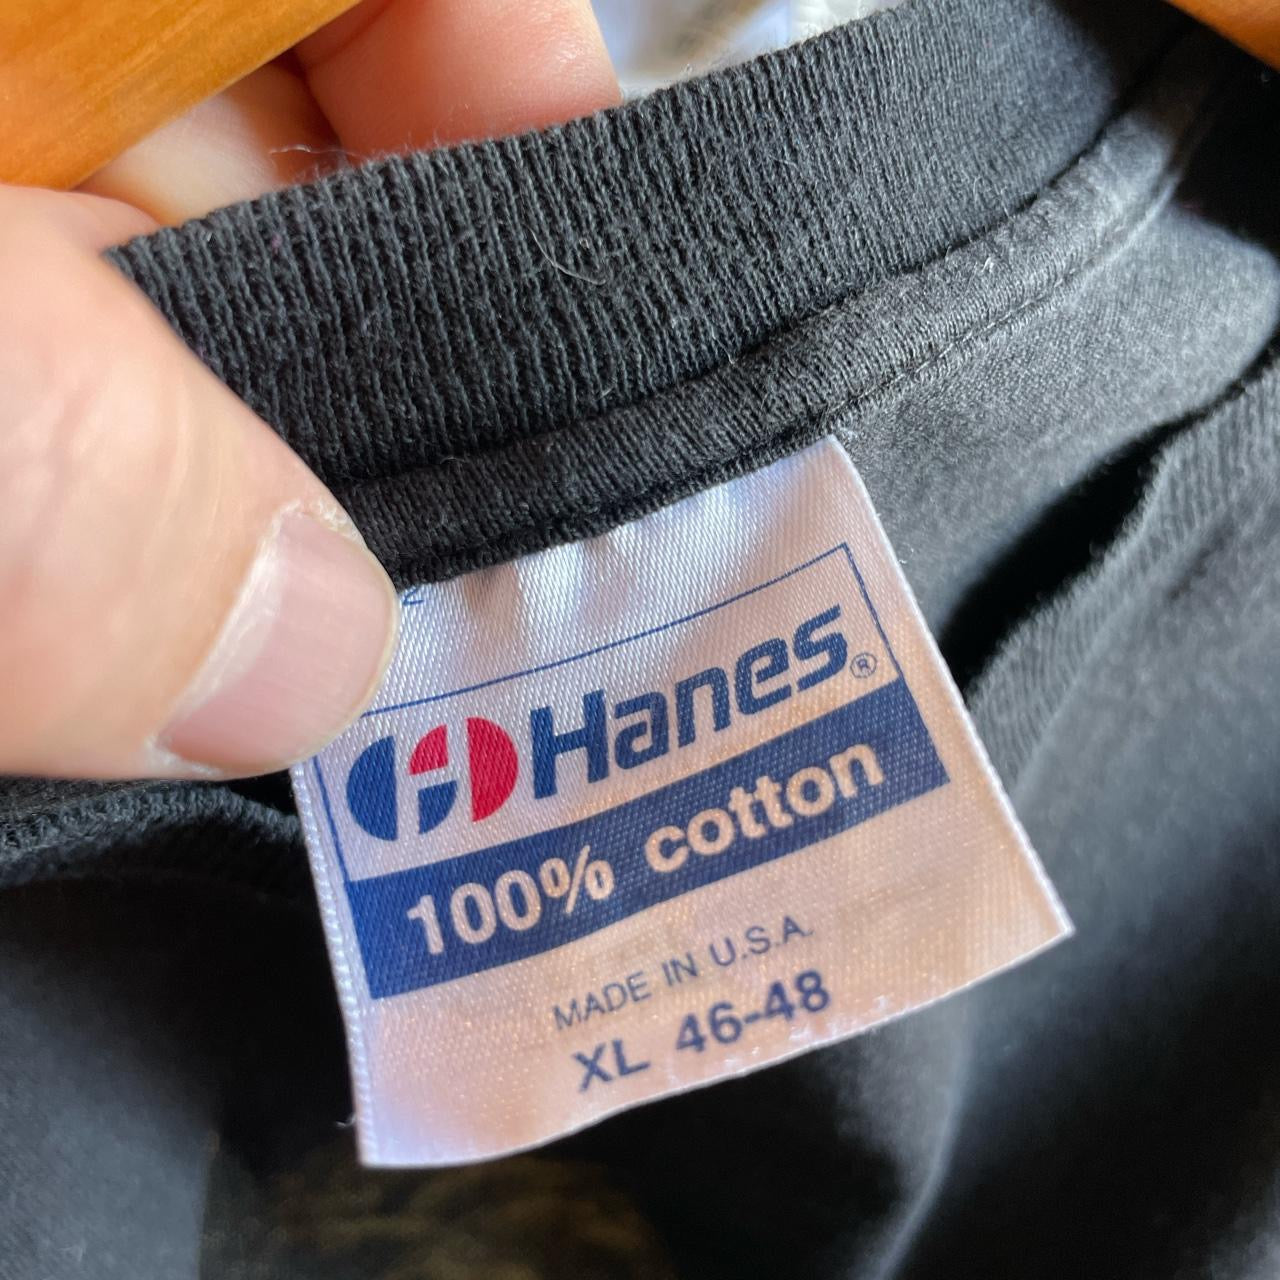 Hanes®
100% cotton
MADE IN U.S.A.
XL 46-48